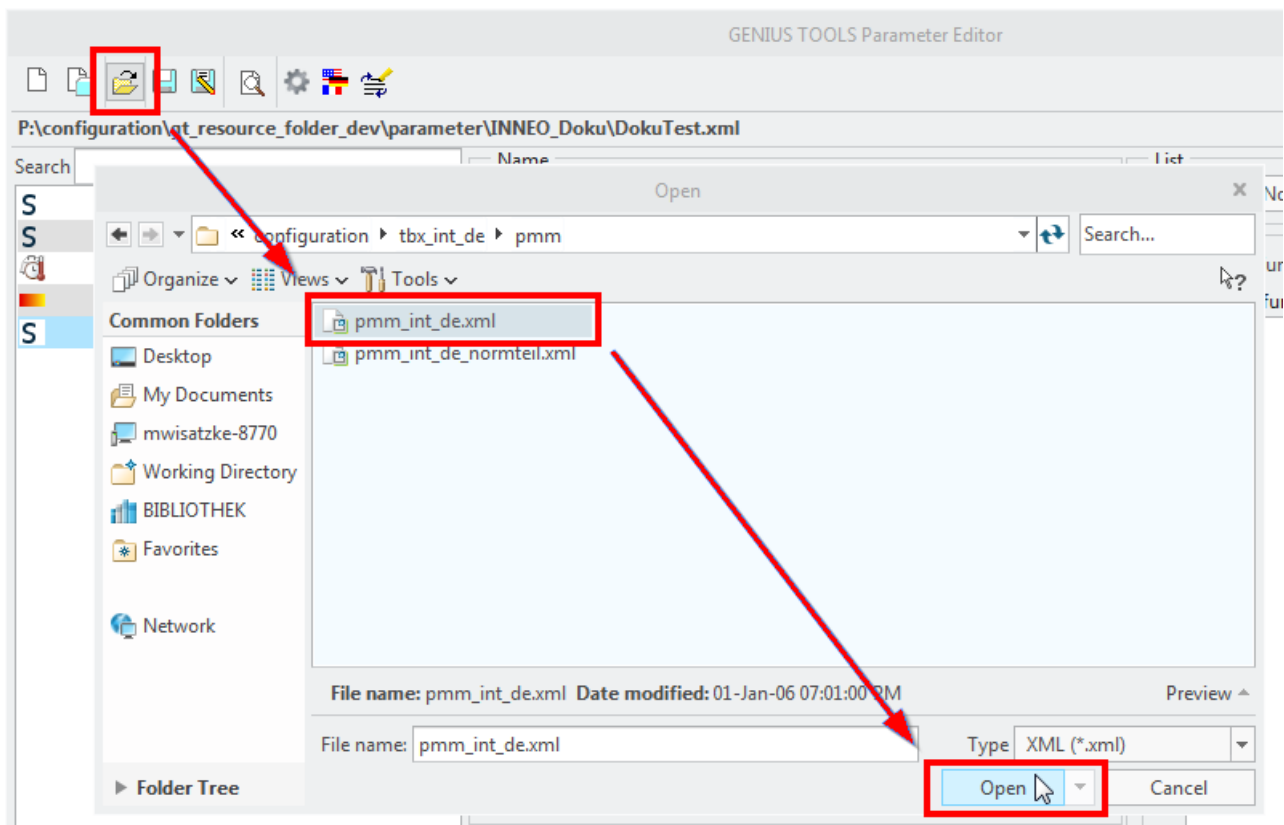 GENIUS TOOLS Parameter Editor
P:\configuration\gt_resource_folder_dev\parameter\INNEO_Doku\DokuTest.xml
Search
Name
List
Open
« configuration tbx_int_de pmm
Search...
Organize Views Tools
Common Folders
Desktop
My Documents
mwisatzke-8770
Working Directory
BIBLIOTHEK
Favorites
Network
pmm_int_de.xml
pmm_int_de_normteil.xml
File name: pmm_int_de.xml Date modified: 01-Jan-06 07:01:00 PM
Preview
File name: pmm_int_de.xml
Type XML (*.xml)
Folder Tree
Open
Cancel
S
S
S